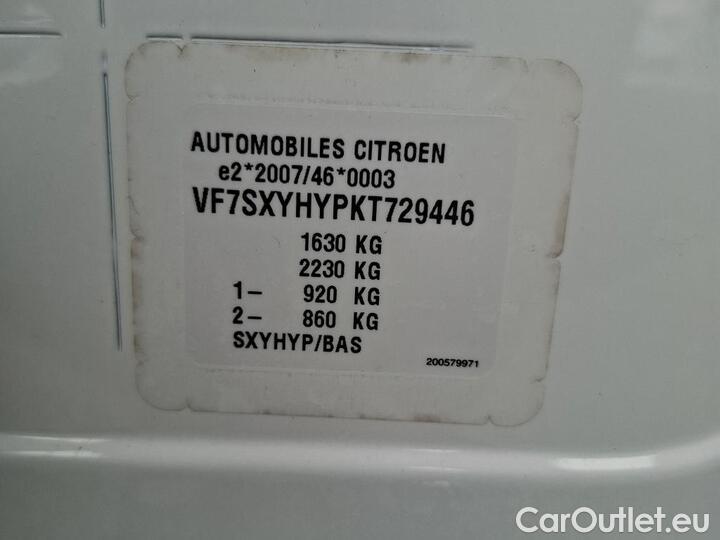 AUTOMOBILES CITROEN
e2*2007/46*0003
VF7SXYHYPKT729446
1630 KG
2230 KG
1- 920 KG
2- 860 KG
SXYHYP/BAS
200579971
CarOutlet.eu